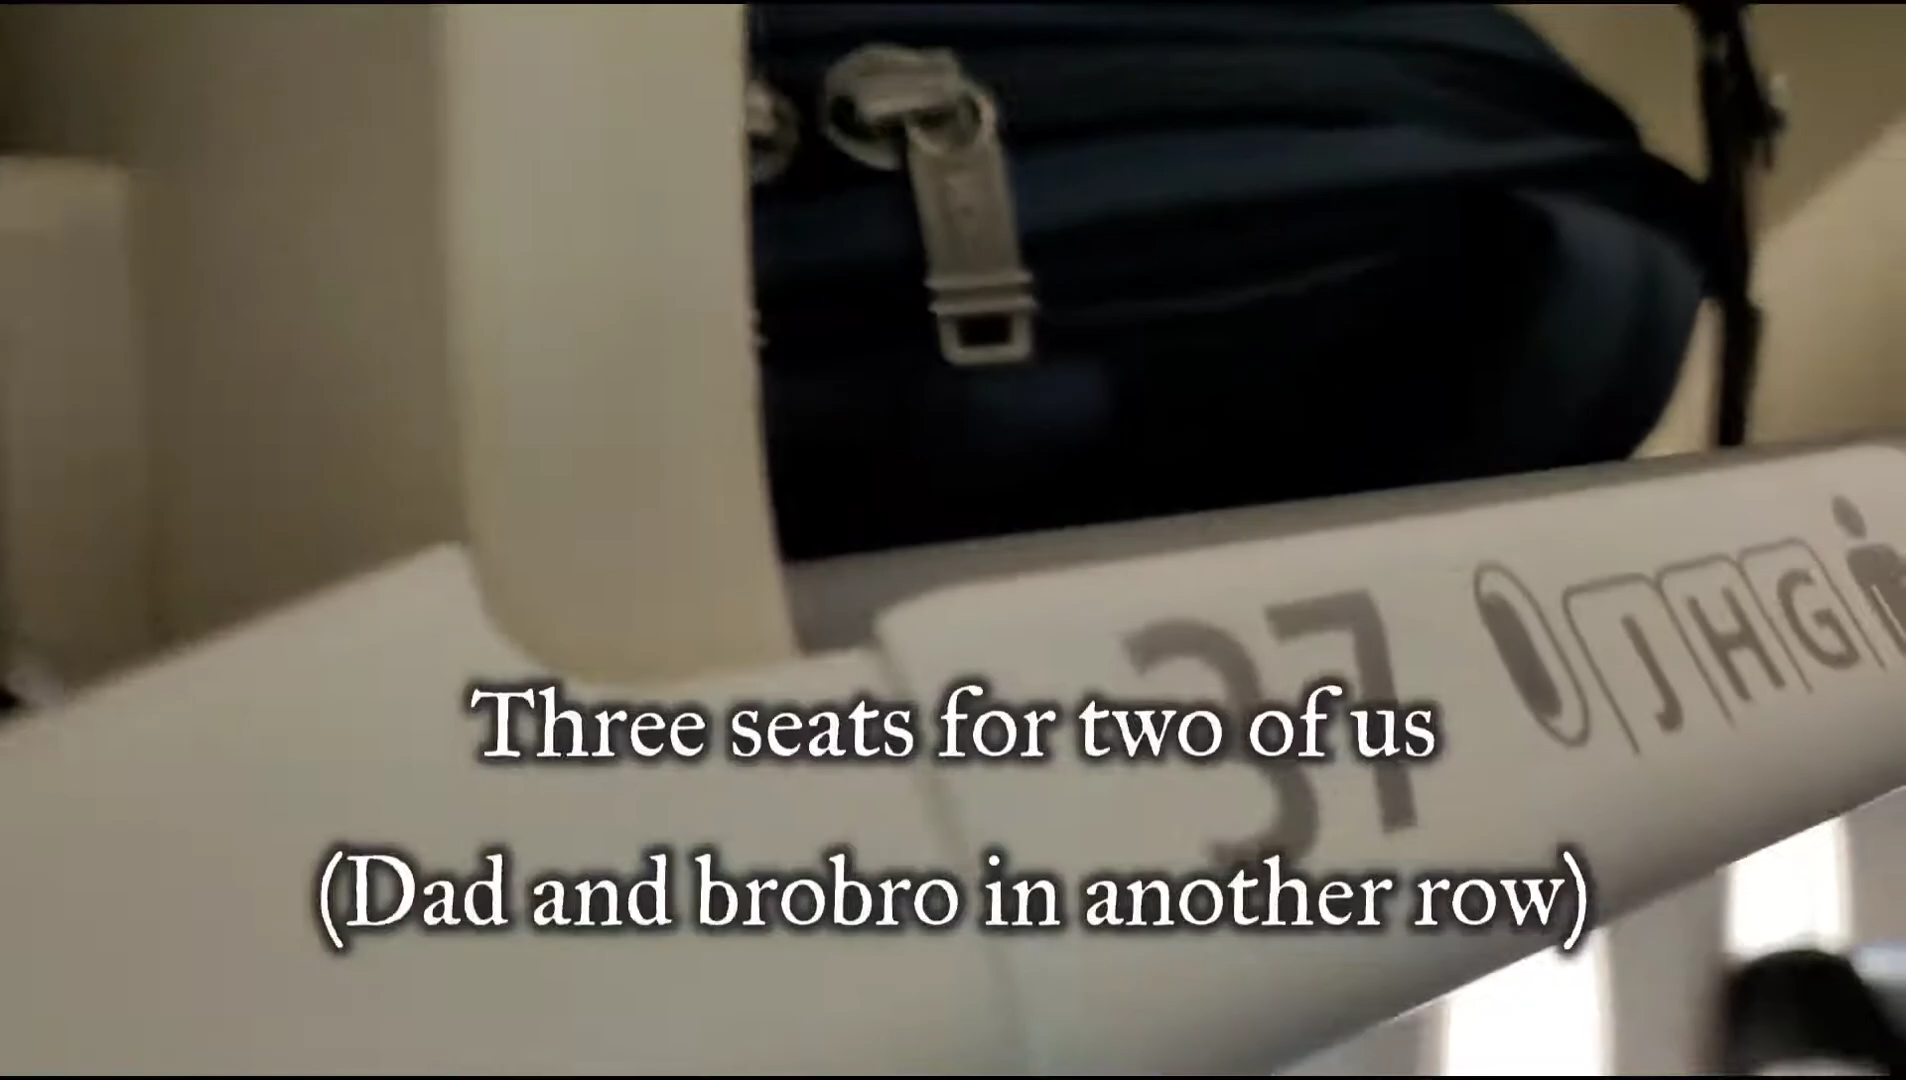 37 J H G
Three seats for two of us
(Dad and brobro in another row)